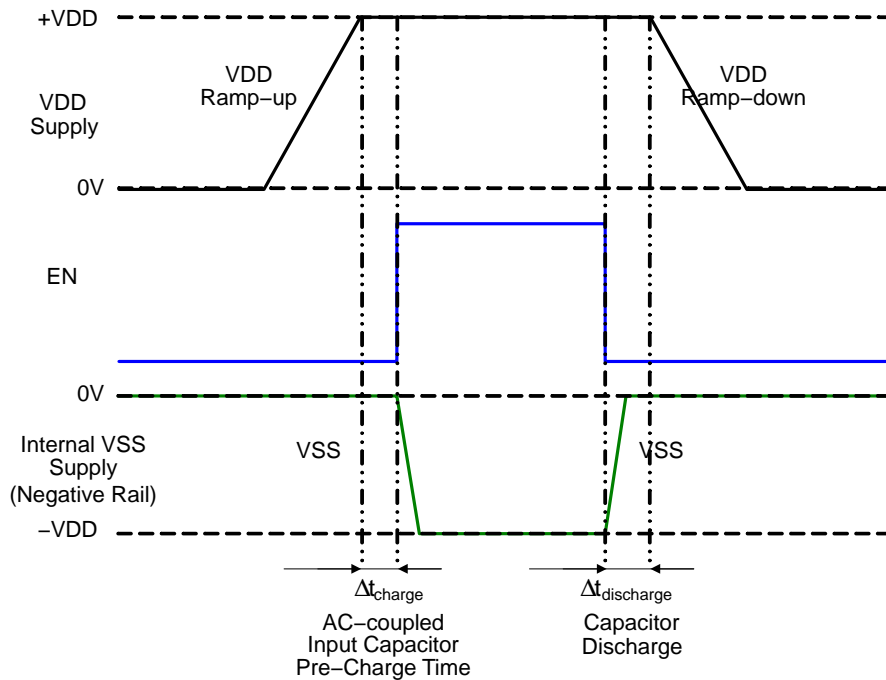 +VDD
VDD
Ramp−up
VDD
Ramp−down
VDD
Supply
0V
EN
0V
Internal VSS
Supply
(Negative Rail)
VSS
VSS
−VDD
Δtcharge
Δtdischarge
AC−coupled
Input Capacitor
Pre−Charge Time
Capacitor
Discharge